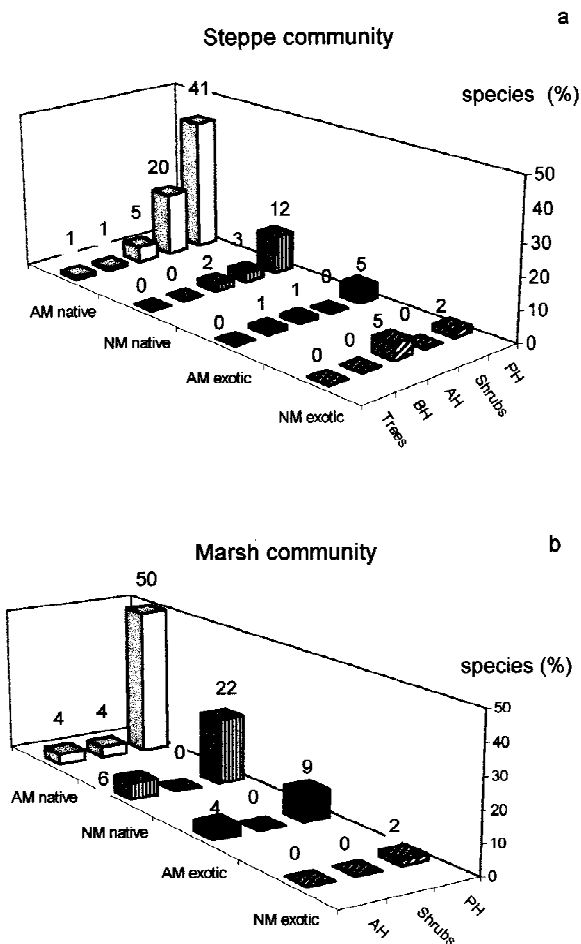 a
Steppe community
species (%)
41
20
5
1
1
12
3
2
0
0
5
0
1
1
0
2
0
5
0
0
50
40
30
20
10
0
AM native
NM native
AM exotic
NM exotic
Trees
BH
AH
Shrubs
PH
b
Marsh community
species (%)
50
4
4
22
0
6
9
0
4
2
0
0
50
40
30
20
10
0
AM native
NM native
AM exotic
NM exotic
AH
Shrubs
PH